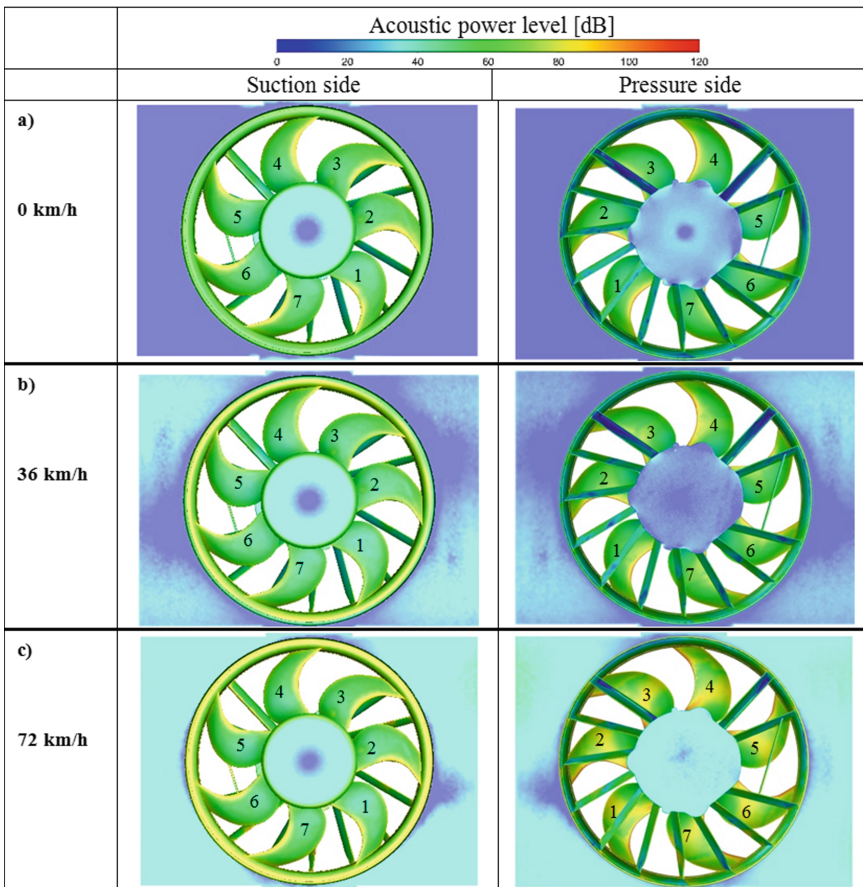 Acoustic power level [dB]
0 20 40 60 80 100 120
Suction side Pressure side
a)
0 km/h
4 3 5 2 6 1 7
3 4 2 5 1 6 7
b)
36 km/h
4 3 5 2 6 1 7
3 4 2 5 1 6 7
c)
72 km/h
4 3 5 2 6 1 7
3 4 2 5 1 6 7